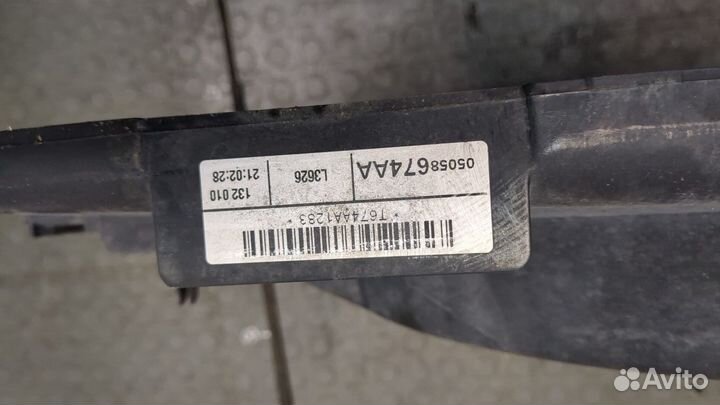 05058674AA
L3626
132 010
21:02:28
* T674AA1283 *
Avito